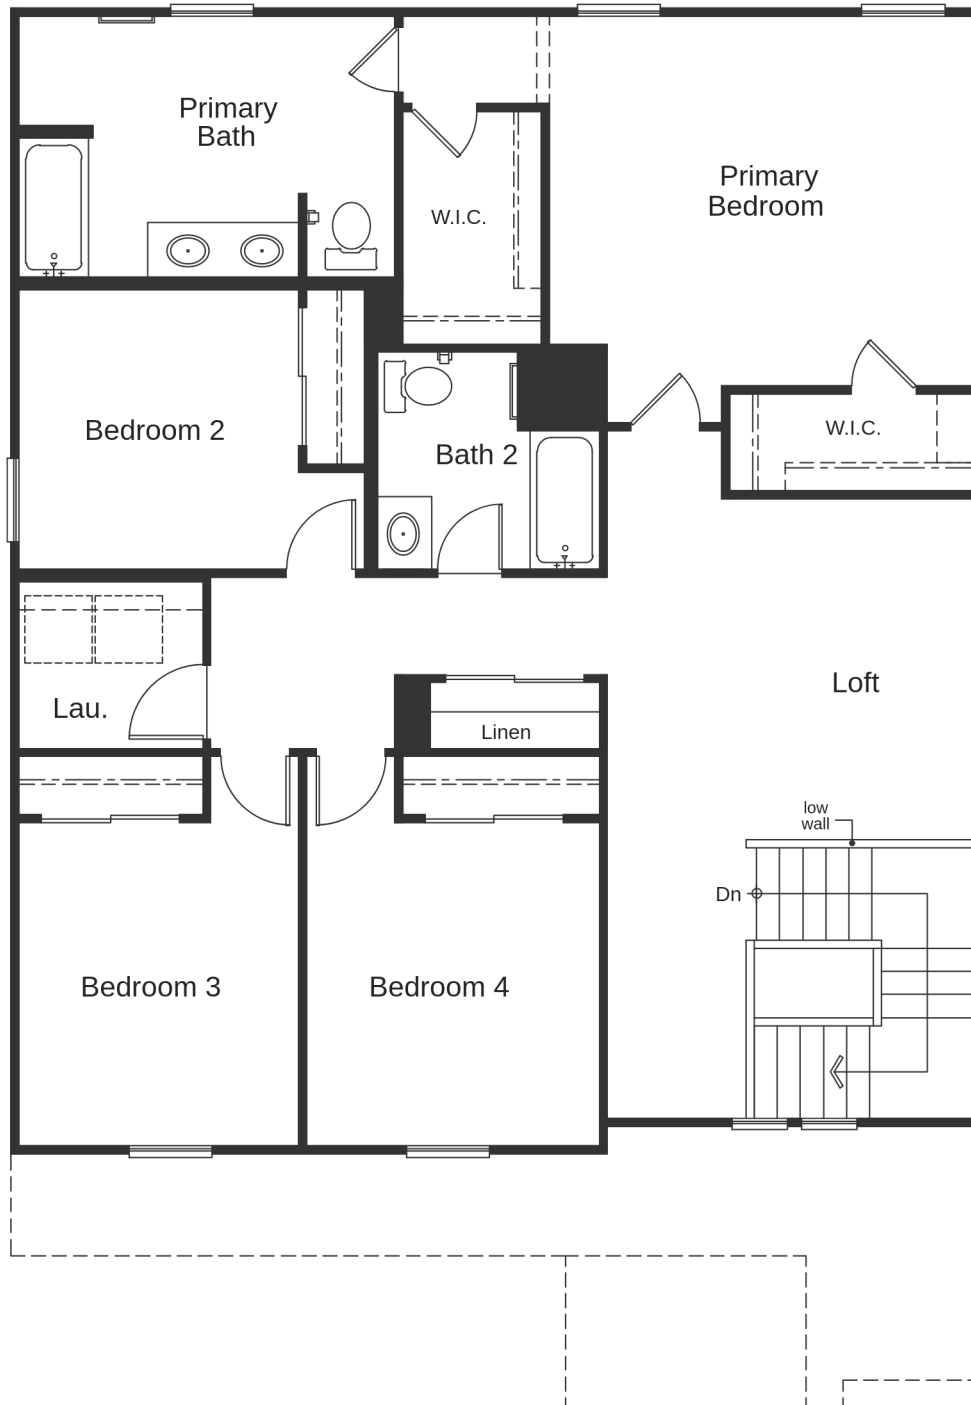 Primary
Bath
Primary
Bedroom
W.I.C.
W.I.C.
Bedroom 2
Bath 2
Lau.
Linen
Loft
low
wall
Dn
Bedroom 3
Bedroom 4